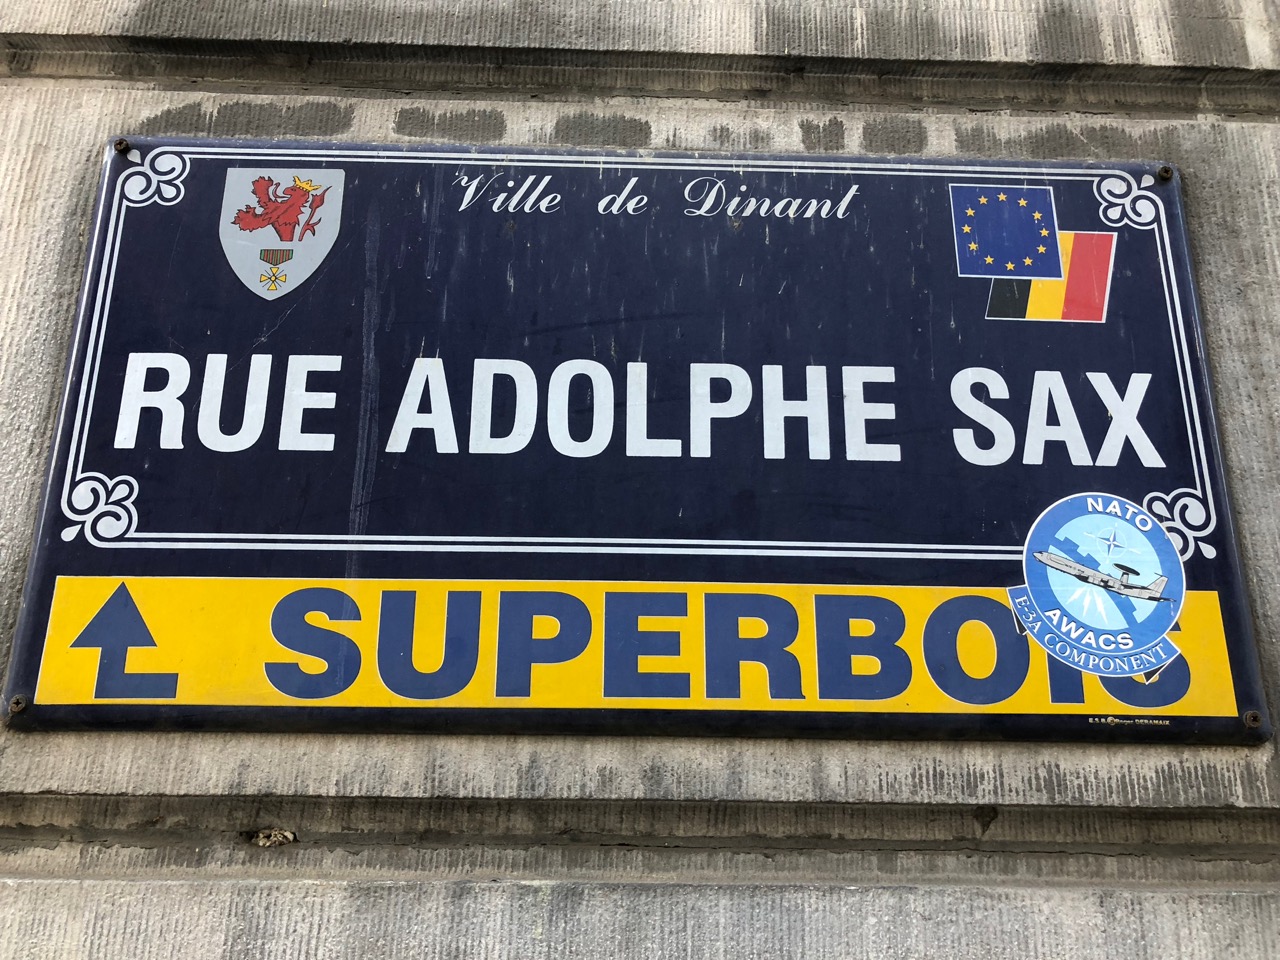 Ville de Dinant
RUE ADOLPHE SAX
NATO
AWACS
E-3A COMPONENT
SUPERBOIS